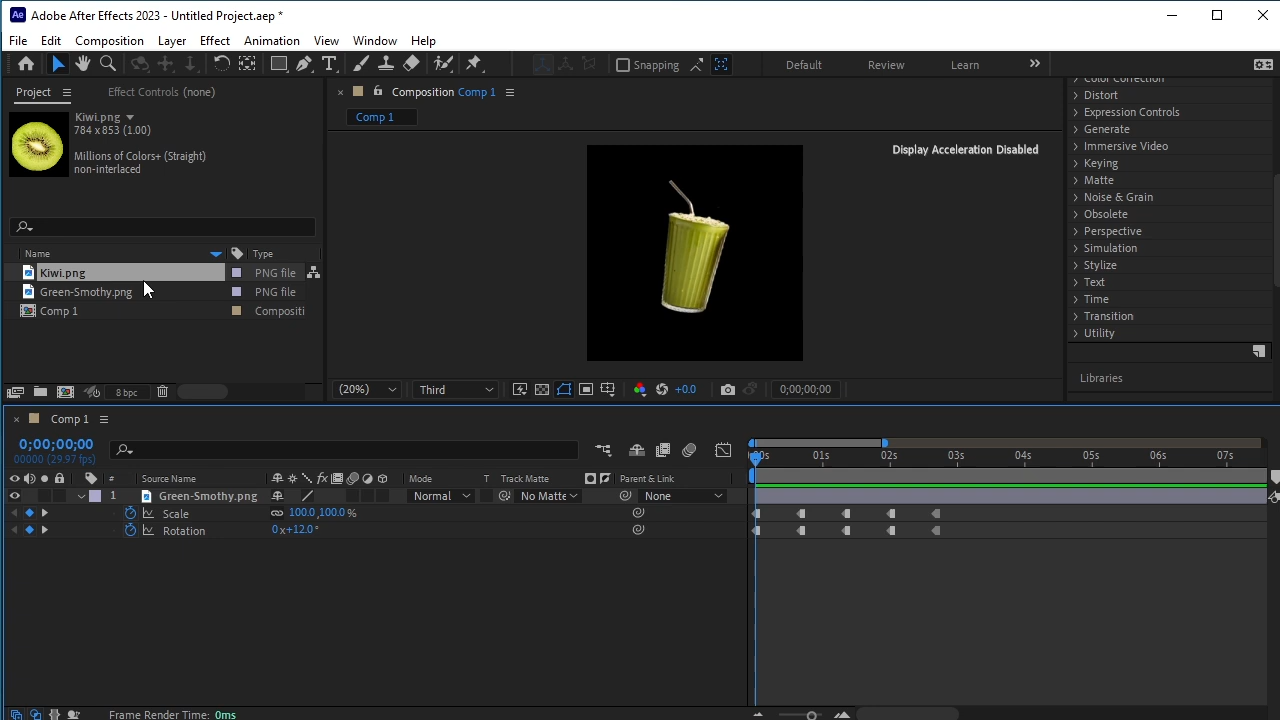 Ae Adobe After Effects 2023 - Untitled Project.aep *
File Edit Composition Layer Effect Animation View Window Help
Snapping Default Review Learn
Project Effect Controls (none)
Composition Comp 1
Color Correction
Comp 1
Distort
Kiwi.png
Expression Controls
784 x 853 (1.00)
Generate
Display Acceleration Disabled
Immersive Video
Millions of Colors+ (Straight)
Keying
non-interlaced
Matte
Noise & Grain
Obsolete
Perspective
Simulation
Name Type
Stylize
Kiwi.png PNG file
Text
Green-Smothy.png PNG file
Time
Comp 1 Compositi
Transition
Utility
Libraries
8 bpc
(20%) Third +0.0 0;00;00;00
Comp 1
0;00;00;00
00000 (29.97 fps)
01s 02s 03s 04s 05s 06s 07s
# Source Name Mode T Track Matte Parent & Link
1 Green-Smothy.png Normal No Matte None
Scale 100.0,100.0%
Rotation 0x+12.0°
Frame Render Time: 0ms